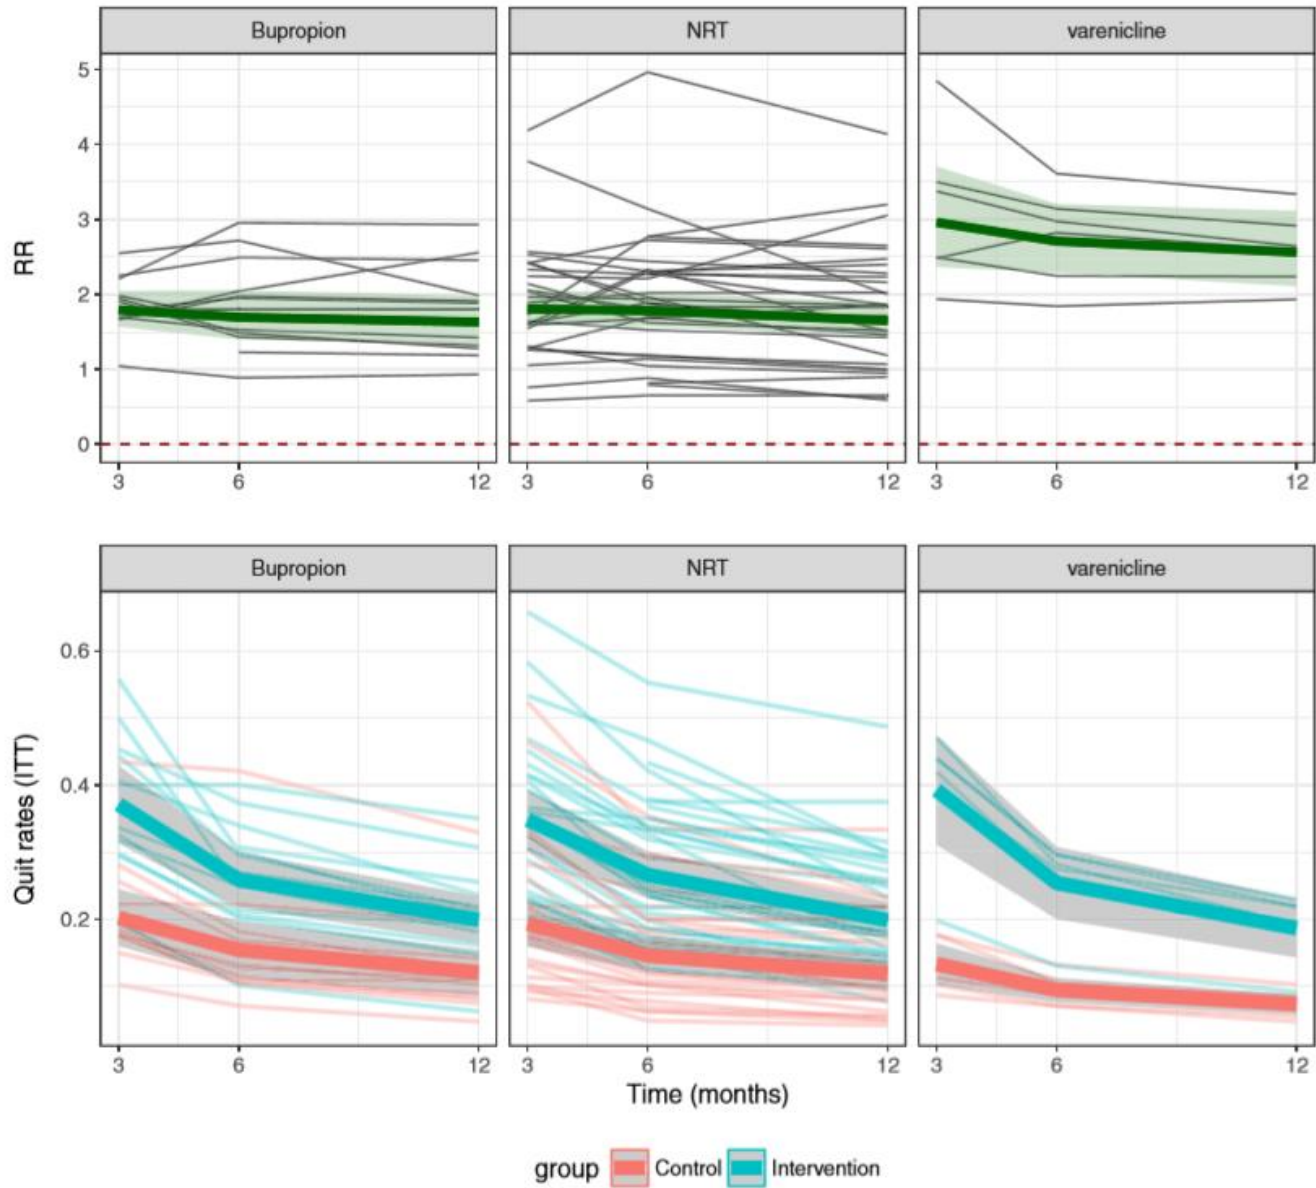 Bupropion NRT varenicline
RR
5
4
3
2
1
0
3 6 12 3 6 12 3 6 12
Bupropion NRT varenicline
Quit rates (ITT)
0.6
0.4
0.2
3 6 12 3 6 12 3 6 12
Time (months)
group Control Intervention